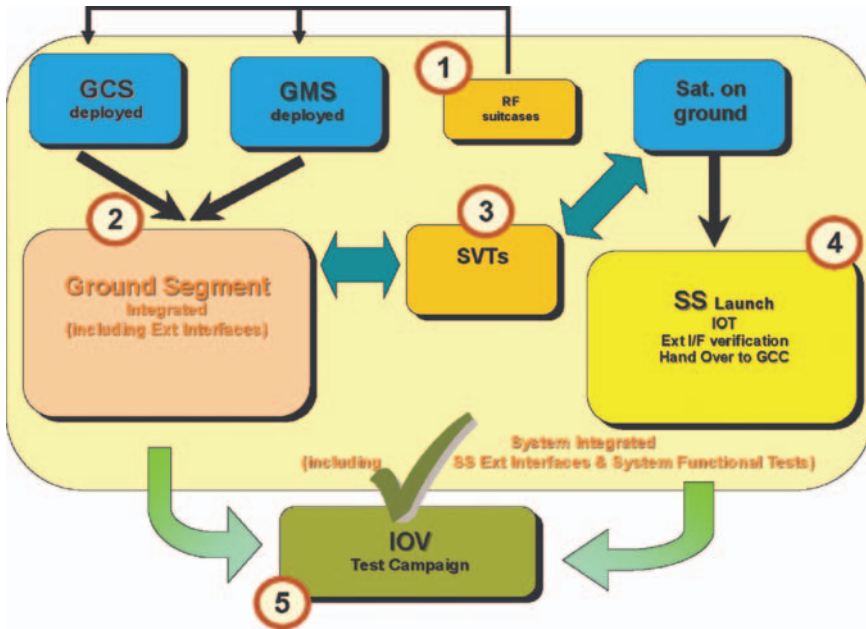 GCS
deployed
GMS
deployed
1
RF
suitcases
Sat. on
ground
2
Ground Segment
Integrated
(including Ext Interfaces)
3
SVTs
4
SS Launch
IOT
Ext I/F verification
Hand Over to GCC
System Integrated
(including SS Ext Interfaces & System Functional Tests)
IOV
Test Campaign
5